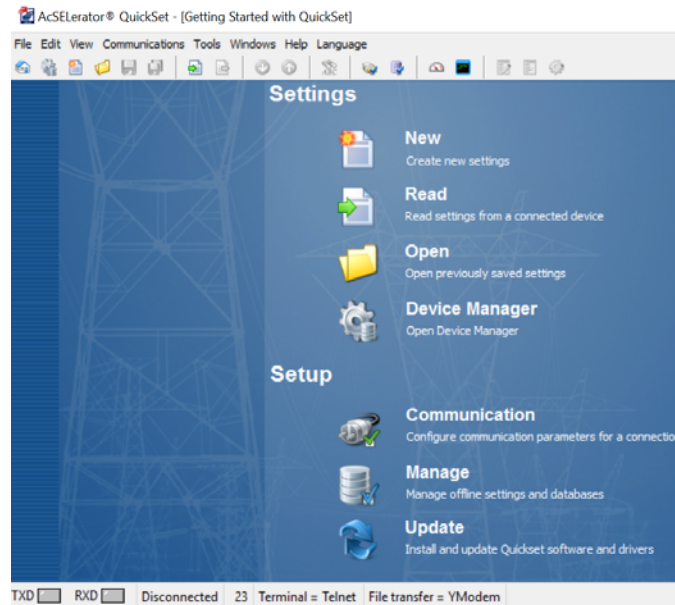 AcSELerator® QuickSet - [Getting Started with QuickSet]
File Edit View Communications Tools Windows Help Language
Settings
New
Create new settings
Read
Read settings from a connected device
Open
Open previously saved settings
Device Manager
Open Device Manager
Setup
Communication
Configure communication parameters for a connectio
Manage
Manage offline settings and databases
Update
Install and update Quickset software and drivers
TXD RXD Disconnected 23 Terminal = Telnet File transfer = YModem